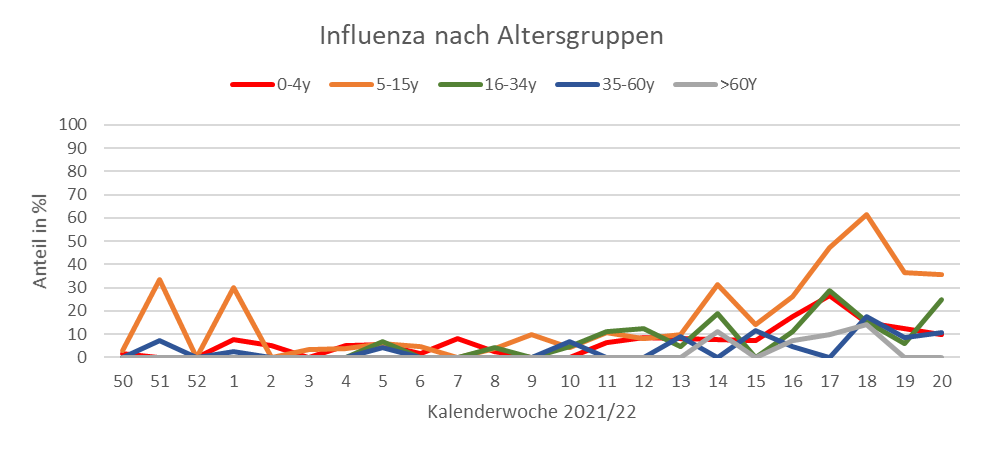 Influenza nach Altersgruppen
0-4y 5-15y 16-34y 35-60y >60Y
100
90
80
70
60
50
40
30
20
10
0
Anteil in %l
50 51 52 1 2 3 4 5 6 7 8 9 10 11 12 13 14 15 16 17 18 19 20
Kalenderwoche 2021/22